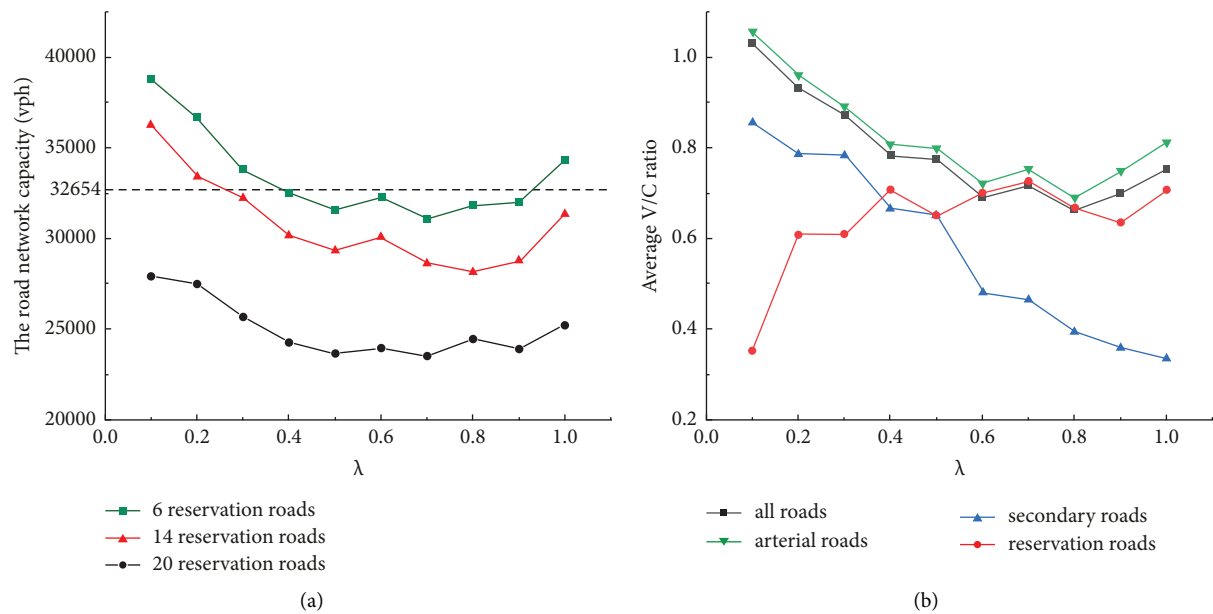 The road network capacity (vph)
40000
35000
32654
30000
25000
20000
0.0 0.2 0.4 0.6 0.8 1.0
λ
6 reservation roads
14 reservation roads
20 reservation roads
(a)
Average V/C ratio
1.0
0.8
0.6
0.4
0.2
0.0 0.2 0.4 0.6 0.8 1.0
λ
all roads
arterial roads
secondary roads
reservation roads
(b)